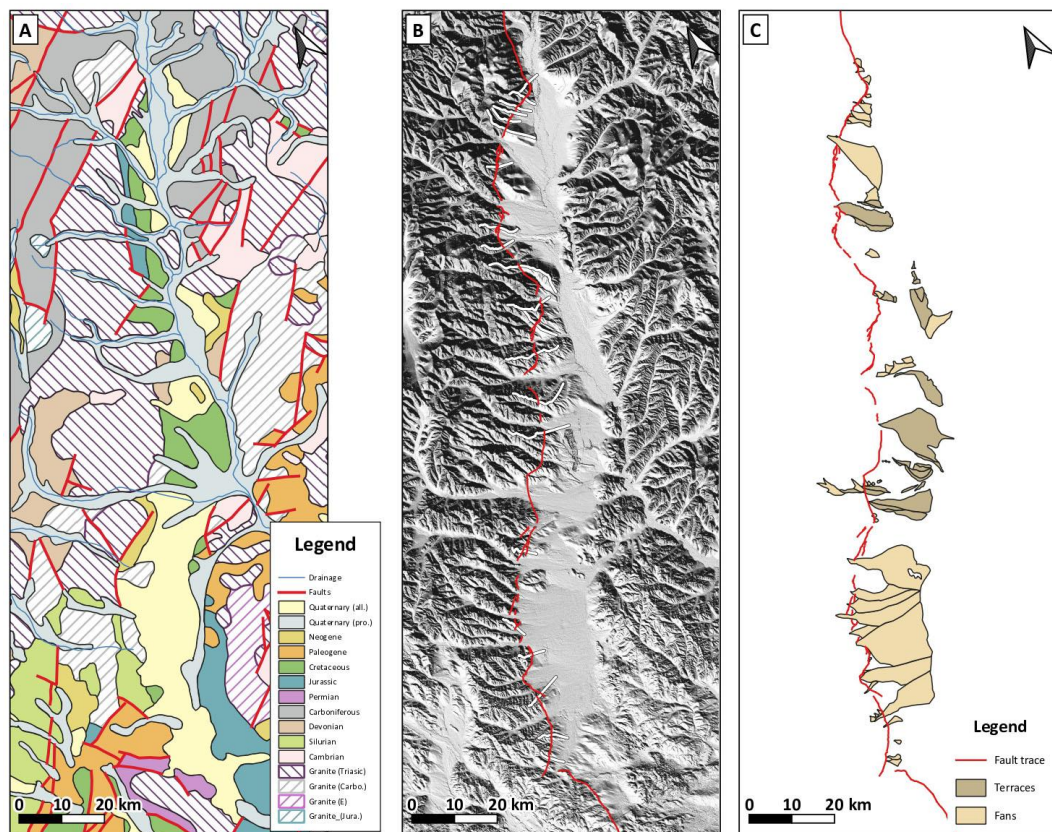 A
B
C
Legend
Drainage
Faults
Quaternary (all.)
Quaternary (pro.)
Neogene
Paleogene
Cretaceous
Jurassic
Permian
Carboniferous
Devonian
Silurian
Cambrian
Granite (Triasic)
Granite (Carbo.)
Granite (E)
Granite_(Jura.)
0 10 20 km
0 10 20 km
Legend
Fault trace
Terraces
Fans
0 10 20 km